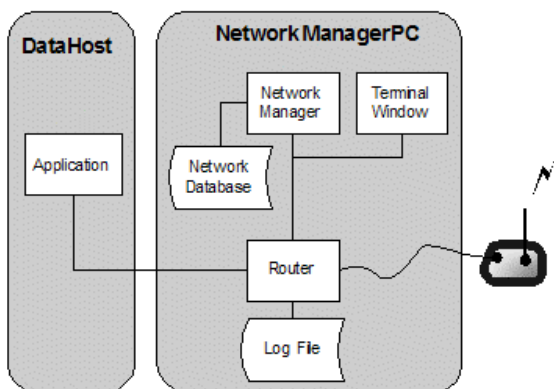 DataHost
Network ManagerPC
Network
Manager
Terminal
Window
Application
Network
Database
Router
Log File